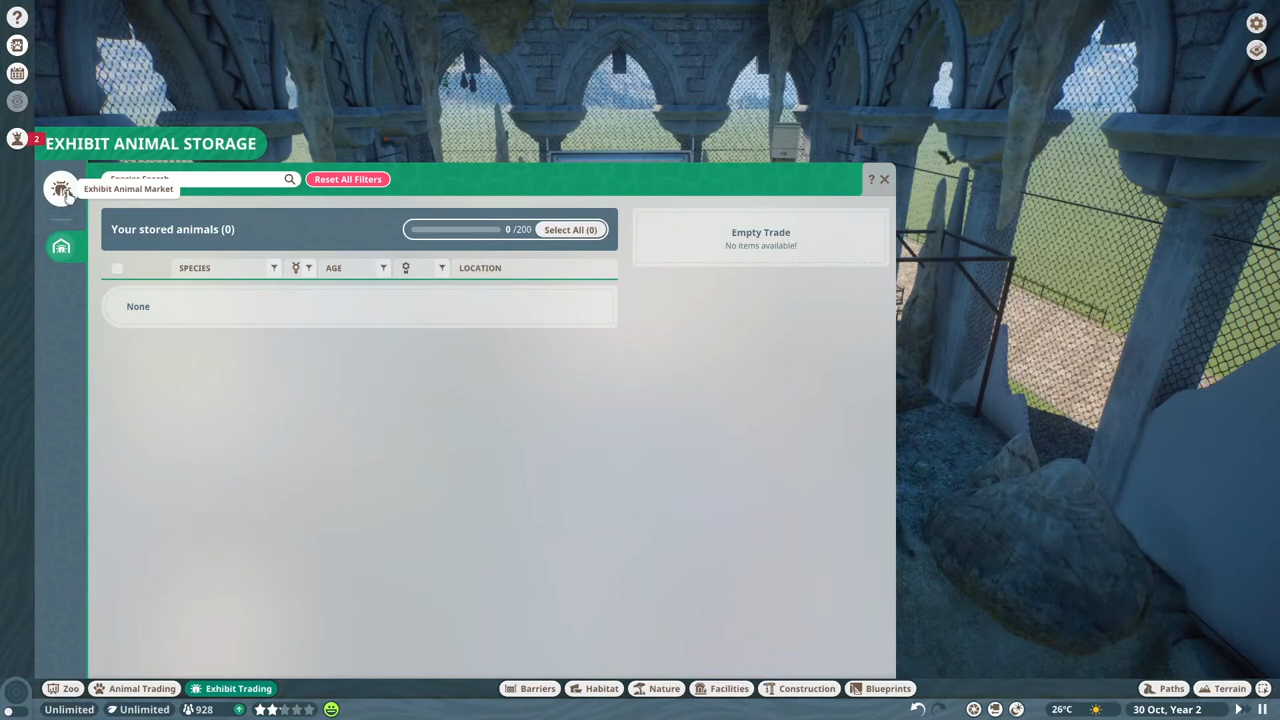 ?
2
EXHIBIT ANIMAL STORAGE
Species Search
Reset All Filters
?
Exhibit Animal Market
Your stored animals (0)
0 /200
Select All (0)
Empty Trade
No items available!
SPECIES
AGE
LOCATION
None
Zoo
Animal Trading
Exhibit Trading
Barriers
Habitat
Nature
Facilities
Construction
Blueprints
Paths
Terrain
Unlimited
Unlimited
928
26°C
30 Oct, Year 2